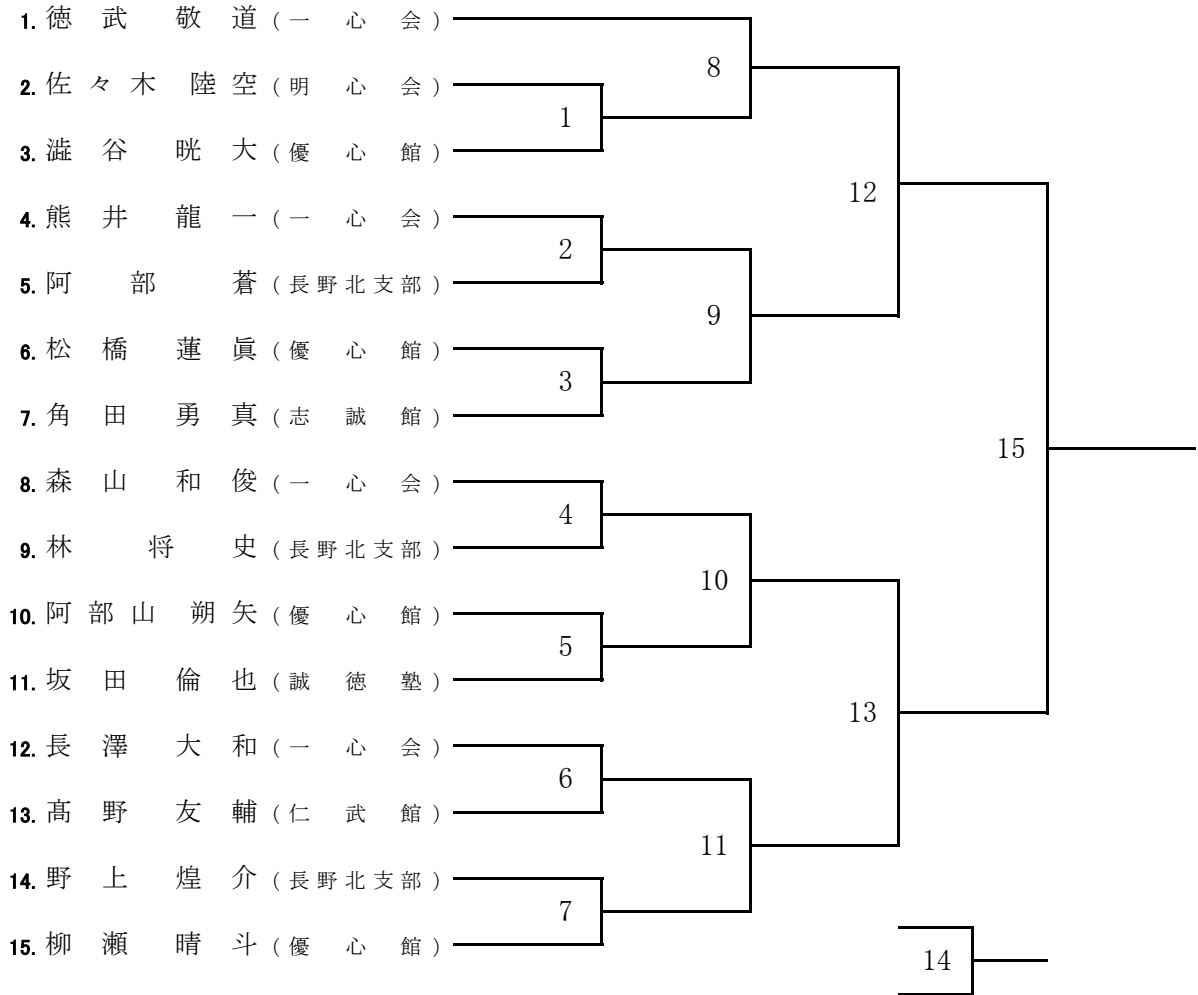 1. 徳武 敬道 (一心会)
8
2. 佐々木 陸空 (明心会)
1
3. 澁谷 晄大 (優心館)
12
4. 熊井 龍一 (一心会)
2
5. 阿部 蒼 (長野北支部)
9
6. 松橋 蓮眞 (優心館)
3
7. 角田 勇真 (志誠館)
15
8. 森山 和俊 (一心会)
4
9. 林 将史 (長野北支部)
10
10. 阿部山 朔矢 (優心館)
5
11. 坂田 倫也 (誠徳塾)
13
12. 長澤 大和 (一心会)
6
13. 髙野 友輔 (仁武館)
11
14. 野上 煌介 (長野北支部)
7
15. 柳瀬 晴斗 (優心館)
14